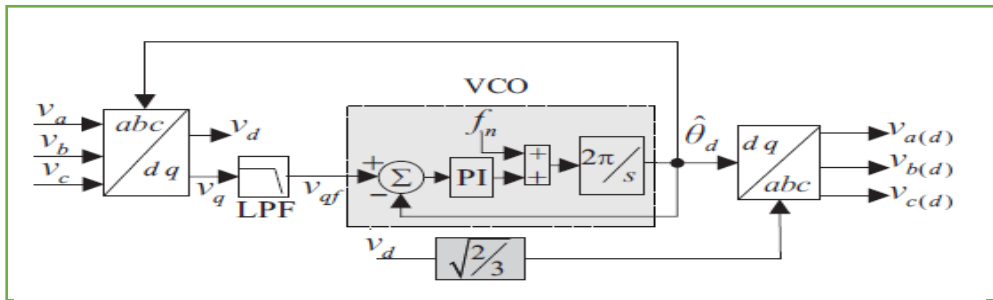 VCO
v_a
v_b
v_c
abc
d q
v_d
v_q
LPF
v_qf
+
−
Σ
PI
f_n
+
+
2π/s
θ̂_d
d q
abc
v_a(d)
v_b(d)
v_c(d)
v_d
√2/3